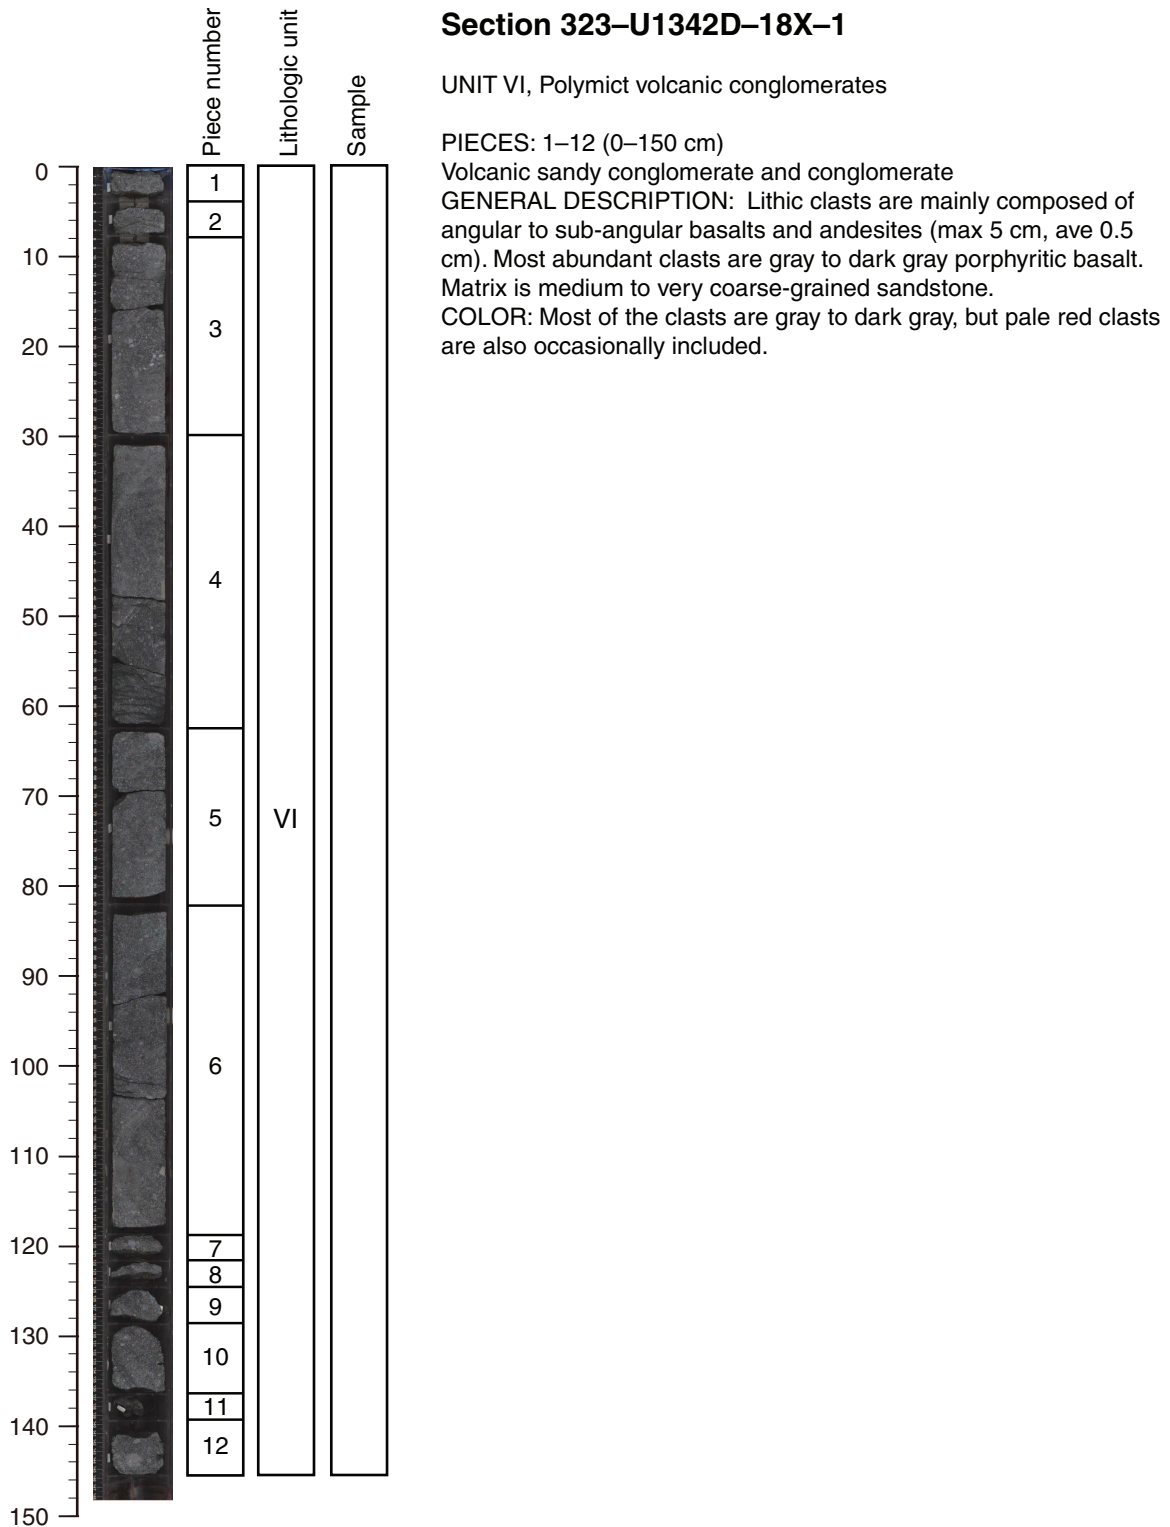 Section 323–U1342D–18X–1
UNIT VI, Polymict volcanic conglomerates
PIECES: 1–12 (0–150 cm)
Volcanic sandy conglomerate and conglomerate
GENERAL DESCRIPTION: Lithic clasts are mainly composed of
angular to sub-angular basalts and andesites (max 5 cm, ave 0.5
cm). Most abundant clasts are gray to dark gray porphyritic basalt.
Matrix is medium to very coarse-grained sandstone.
COLOR: Most of the clasts are gray to dark gray, but pale red clasts
are also occasionally included.
Piece number
Lithologic unit
Sample
0
10
20
30
40
50
60
70
80
90
100
110
120
130
140
150
1
2
3
4
5
6
7
8
9
10
11
12
VI